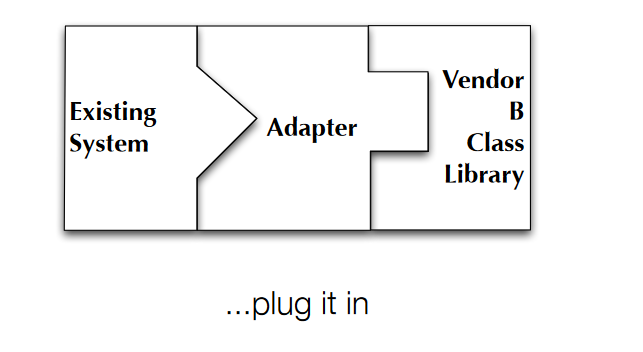 Existing
System
Adapter
Vendor
B
Class
Library
...plug it in